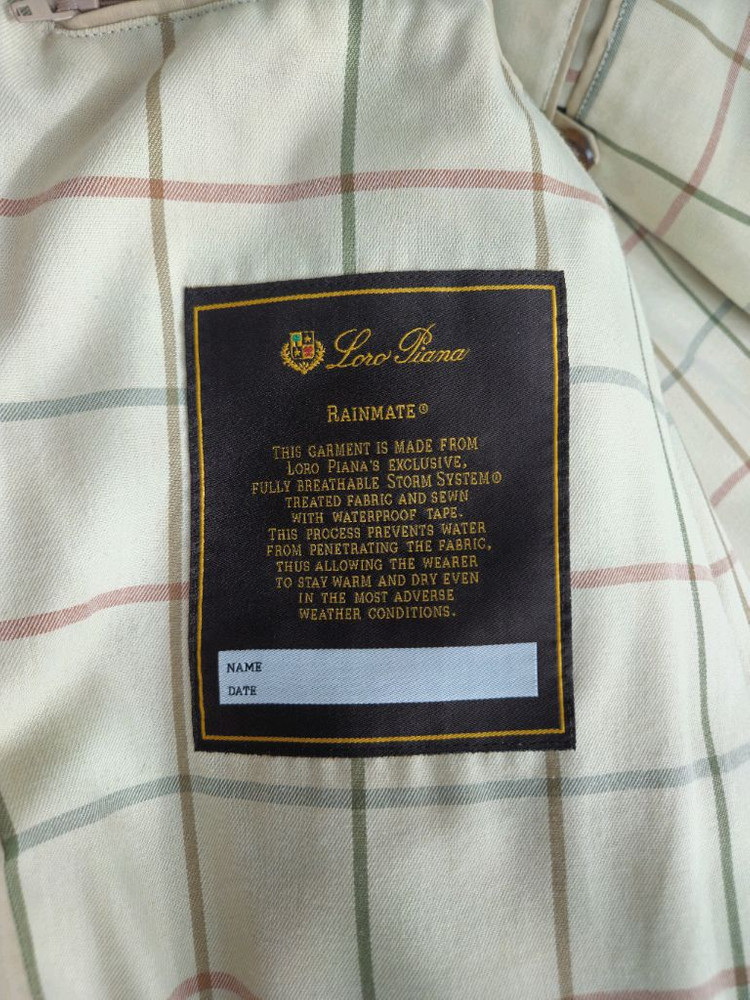 Loro Piana
RAINMATE®
THIS GARMENT IS MADE FROM
LORO PIANA'S EXCLUSIVE,
FULLY BREATHABLE STORM SYSTEM®
TREATED FABRIC AND SEWN
WITH WATERPROOF TAPE.
THIS PROCESS PREVENTS WATER
FROM PENETRATING THE FABRIC,
THUS ALLOWING THE WEARER
TO STAY WARM AND DRY EVEN
IN THE MOST ADVERSE
WEATHER CONDITIONS.
NAME
DATE